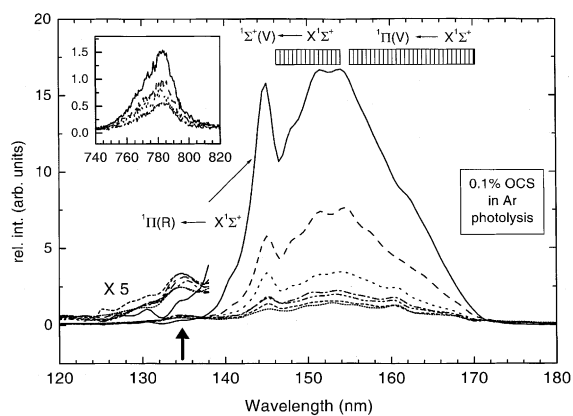 20
15
10
5
0
rel. int. (arb. units)
1.5
1.0
0.5
0.0
740 760 780 800 820
¹Σ⁺(V) ← X¹Σ⁺
¹Π(V) ← X¹Σ⁺
¹Π(R) ← X¹Σ⁺
0.1% OCS
in Ar
photolysis
X 5
120 130 140 150 160 170 180
Wavelength (nm)